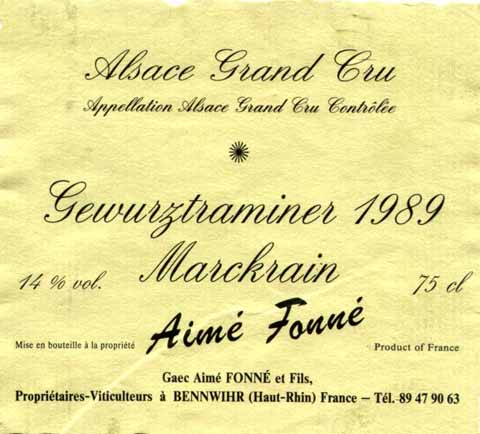 Alsace Grand Cru
Appellation Alsace Grand Cru Contrôlée
Gewurztraminer 1989
Marckrain
14 % vol.
75 cl
Aimé Fonné
Mise en bouteille à la propriété
Product of France
Gaec Aimé FONNÉ et Fils,
Propriétaires-Viticulteurs à BENNWIHR (Haut-Rhin) France — Tél. 89 47 90 63